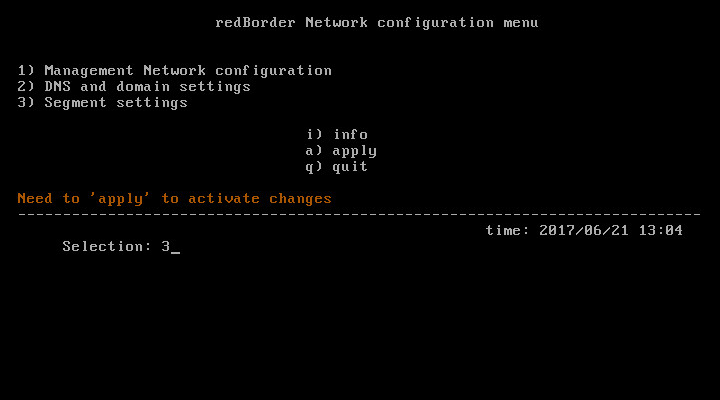 redBorder Network configuration menu
1) Management Network configuration
2) DNS and domain settings
3) Segment settings
i) info
a) apply
q) quit
Need to 'apply' to activate changes
----------------------------------------------------------------------------
time: 2017/06/21 13:04
Selection: 3_